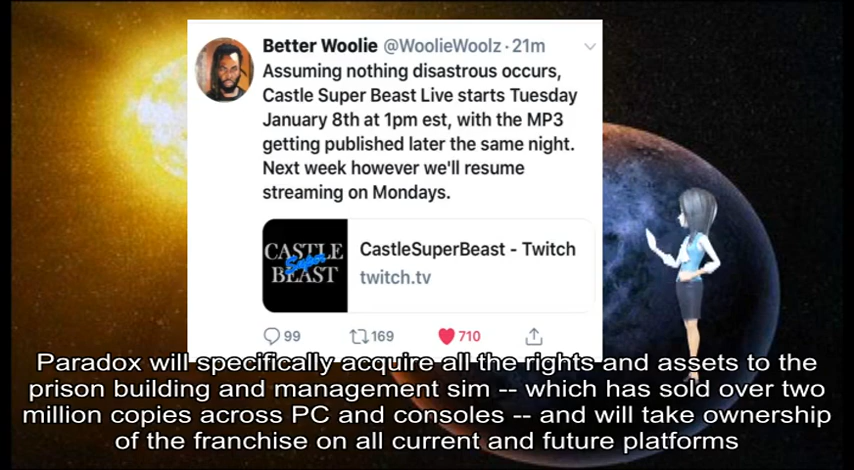 Better Woolie @WoolieWoolz · 21m
Assuming nothing disastrous occurs,
Castle Super Beast Live starts Tuesday
January 8th at 1pm est, with the MP3
getting published later the same night.
Next week however we'll resume
streaming on Mondays.
CASTLE
Super
BEAST
CastleSuperBeast - Twitch
twitch.tv
99 169 710
Paradox will specifically acquire all the rights and assets to the
prison building and management sim -- which has sold over two
million copies across PC and consoles -- and will take ownership
of the franchise on all current and future platforms